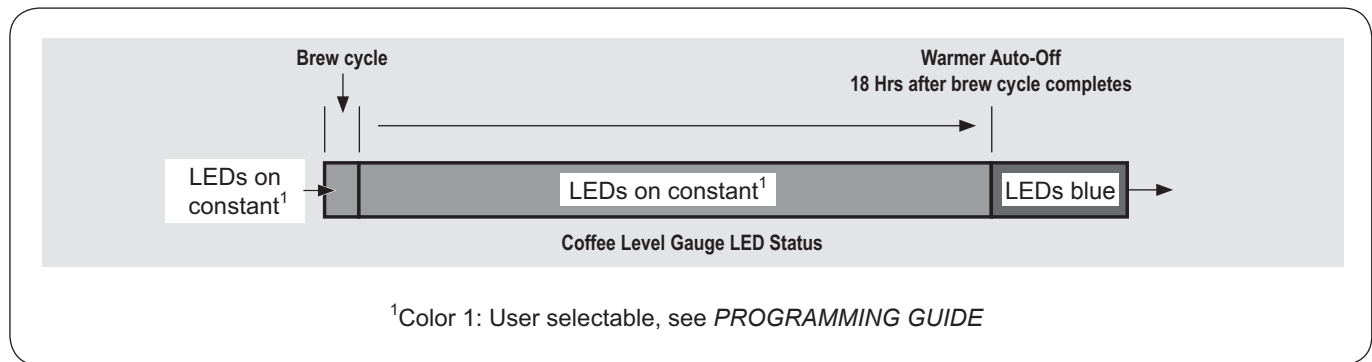 Brew cycle
Warmer Auto-Off
18 Hrs after brew cycle completes
LEDs on
constant¹
LEDs on constant¹
LEDs blue
Coffee Level Gauge LED Status
¹Color 1: User selectable, see PROGRAMMING GUIDE